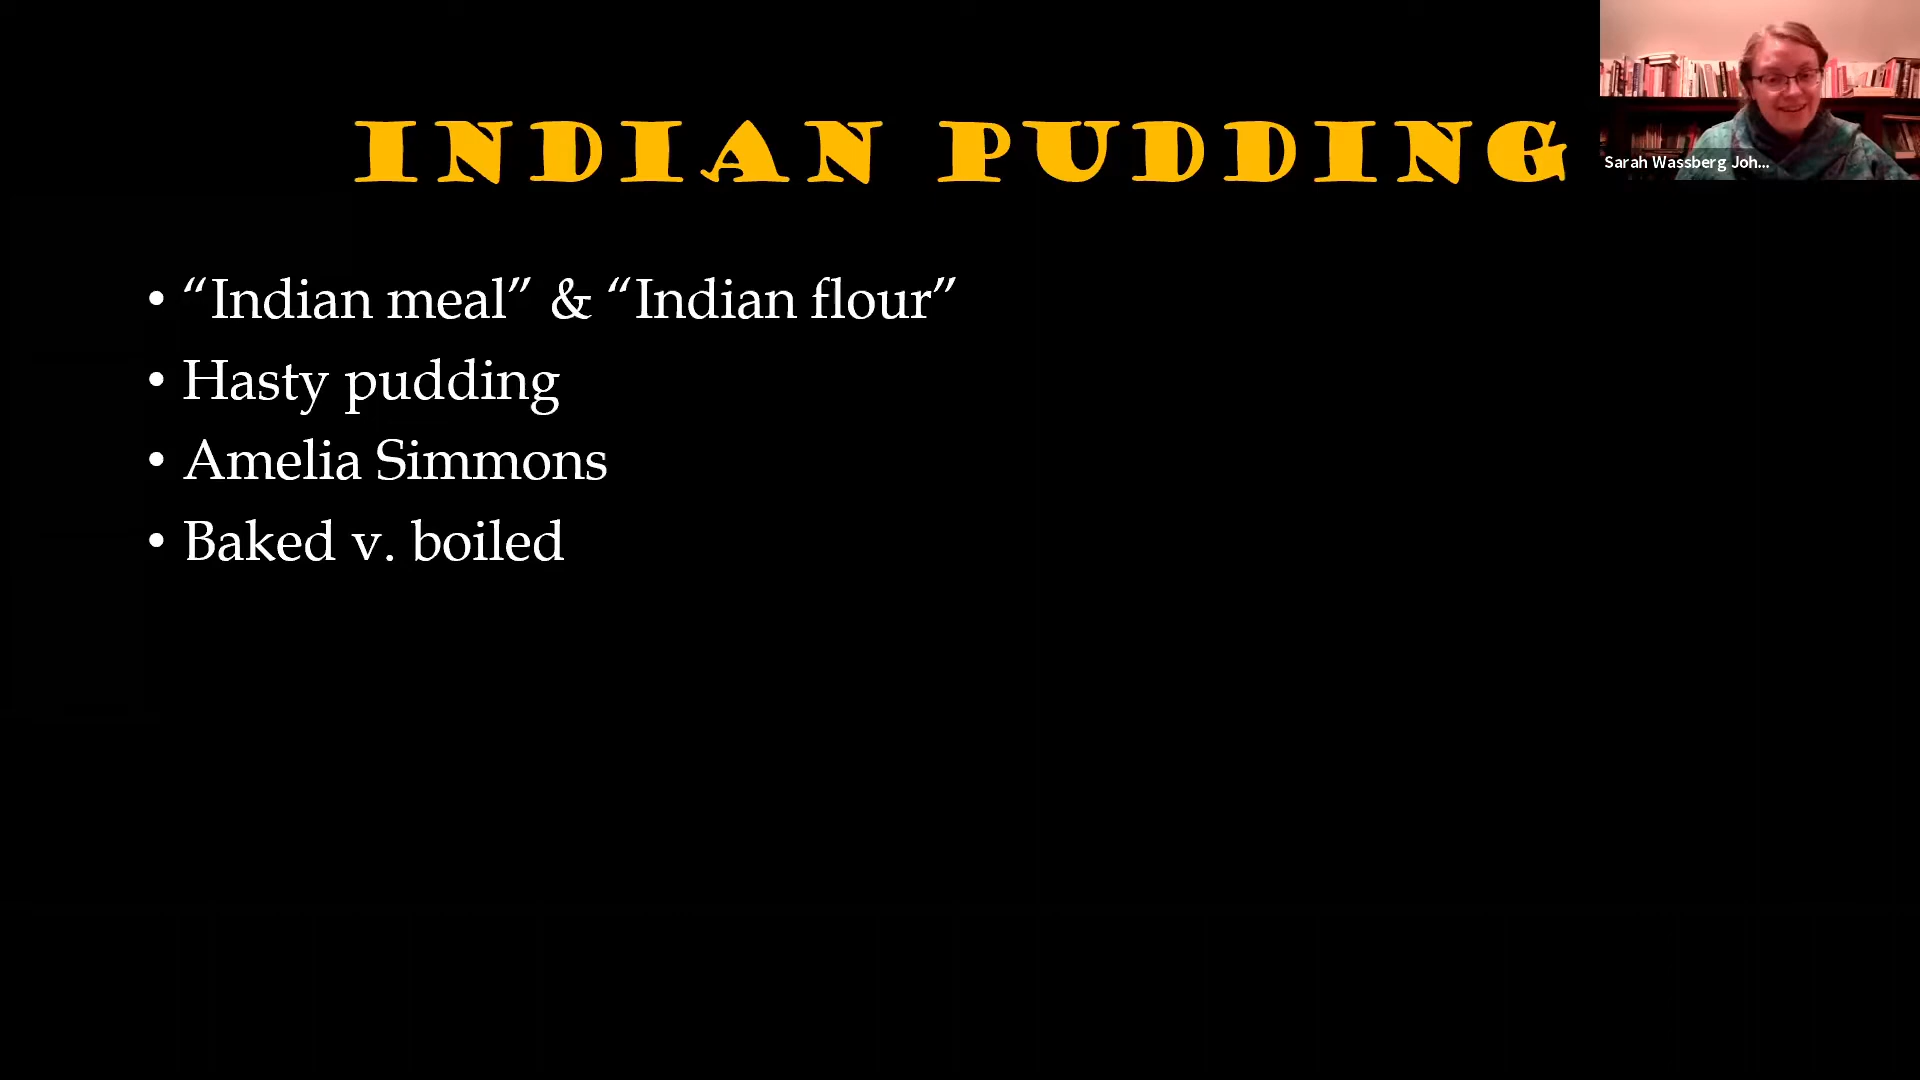 INDIAN PUDDING
Sarah Wassberg Joh...
• “Indian meal” & “Indian flour”
• Hasty pudding
• Amelia Simmons
• Baked v. boiled